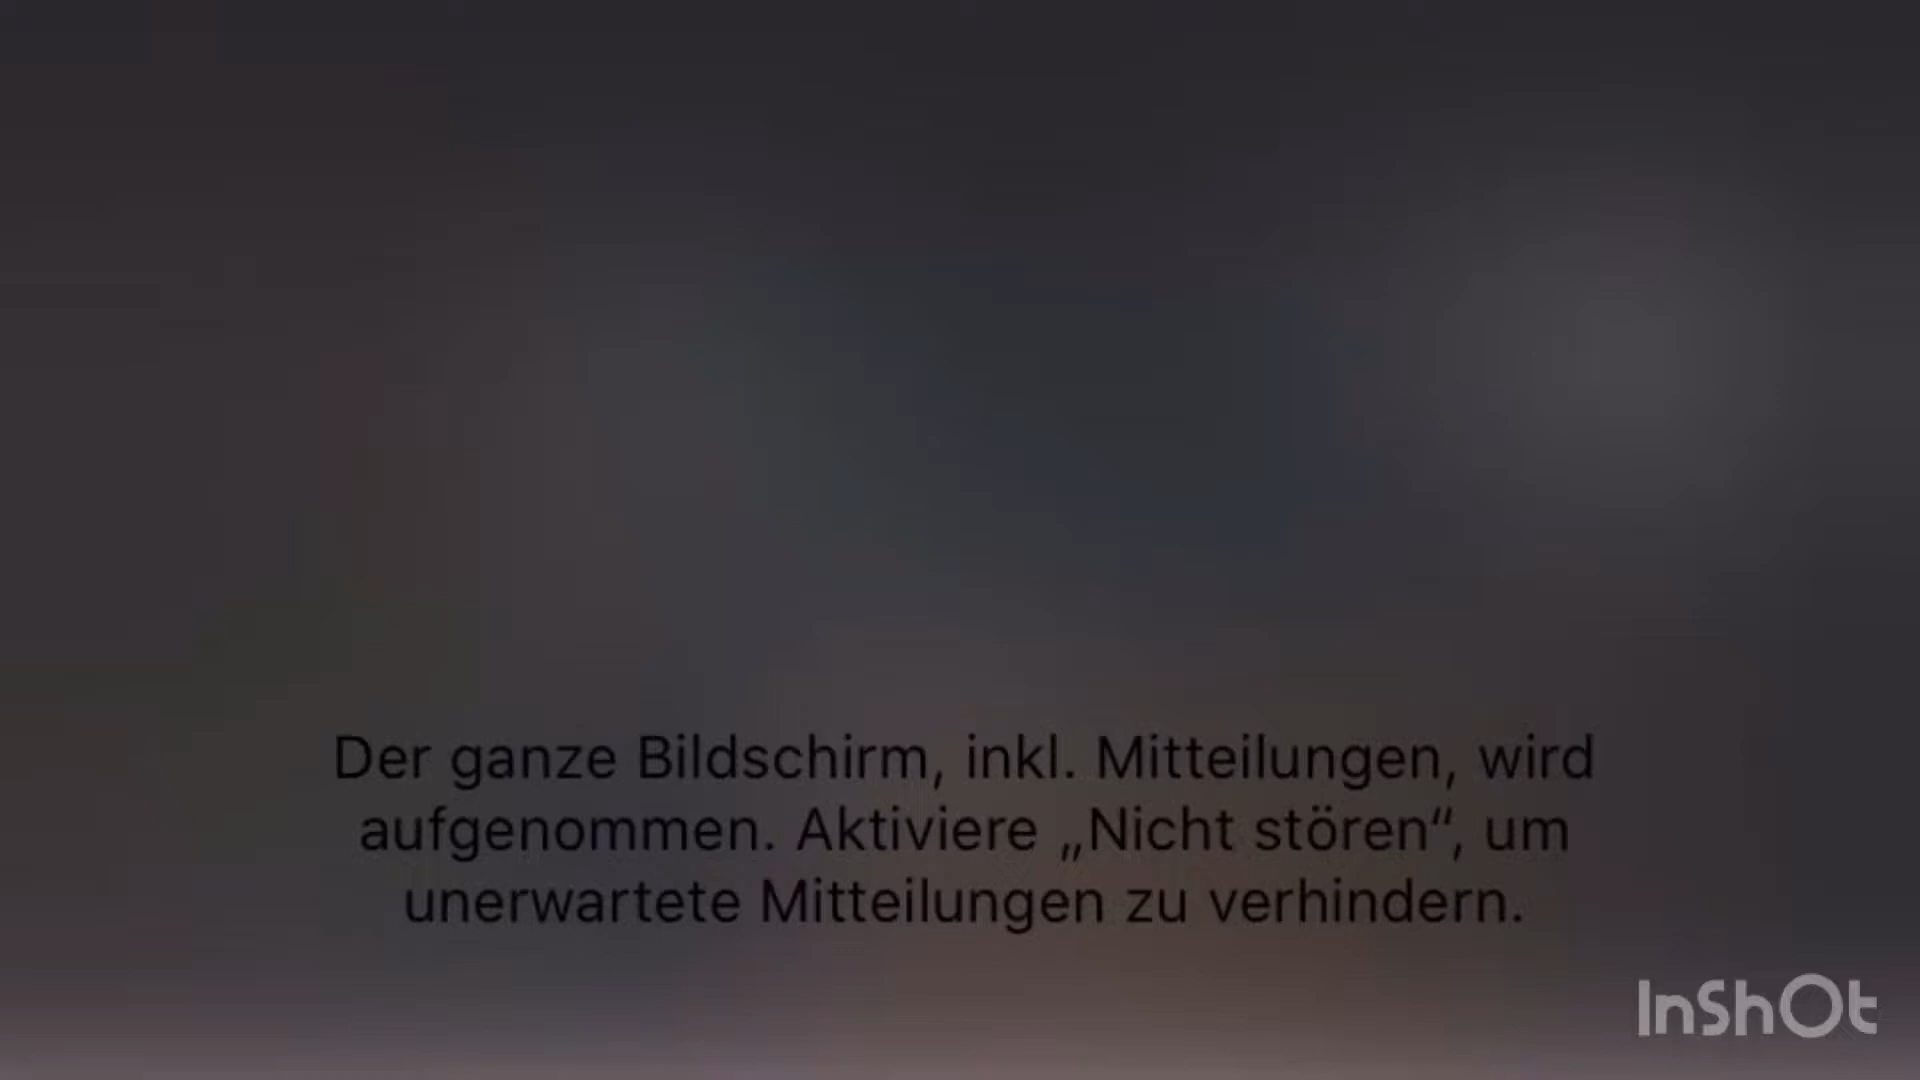 Der ganze Bildschirm, inkl. Mitteilungen, wird
aufgenommen. Aktiviere „Nicht stören“, um
unerwartete Mitteilungen zu verhindern.
InShOt